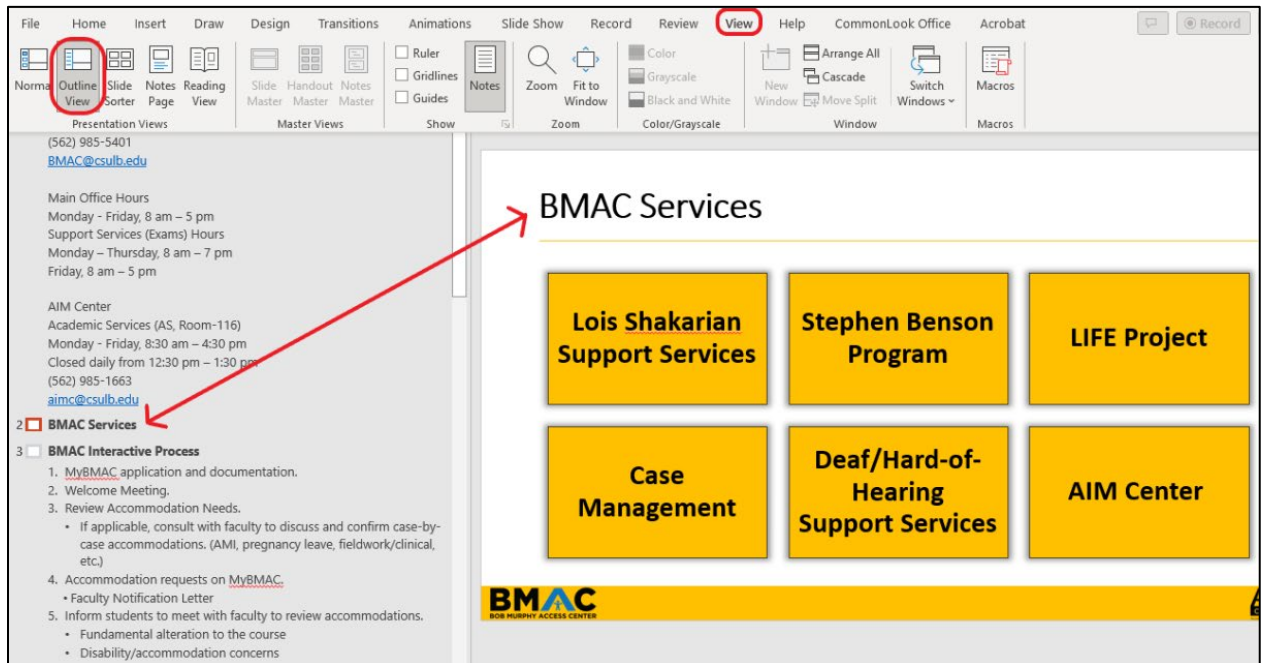 File Home Insert Draw Design Transitions Animations Slide Show Record Review View Help CommonLook Office Acrobat Record
Norma
Outline View
Slide Sorter
Notes Page
Reading View
Presentation Views
Slide Master
Handout Master
Notes Master
Master Views
Ruler
Gridlines
Guides
Notes
Show
Zoom
Fit to Window
Zoom
Color
Grayscale
Black and White
Color/Grayscale
New Window
Arrange All
Cascade
Move Split
Switch Windows
Window
Macros
Macros
(562) 985-5401
BMAC@csulb.edu
Main Office Hours
Monday - Friday, 8 am – 5 pm
Support Services (Exams) Hours
Monday – Thursday, 8 am – 7 pm
Friday, 8 am – 5 pm
AIM Center
Academic Services (AS, Room-116)
Monday - Friday, 8:30 am – 4:30 pm
Closed daily from 12:30 pm – 1:30 pm
(562) 985-1663
aimc@csulb.edu
2 BMAC Services
3 BMAC Interactive Process
1. MyBMAC application and documentation.
2. Welcome Meeting.
3. Review Accommodation Needs.
• If applicable, consult with faculty to discuss and confirm case-by-
case accommodations. (AMI, pregnancy leave, fieldwork/clinical,
etc.)
4. Accommodation requests on MyBMAC.
• Faculty Notification Letter
5. Inform students to meet with faculty to review accommodations.
• Fundamental alteration to the course
• Disability/accommodation concerns
BMAC Services
Lois Shakarian
Support Services
Stephen Benson
Program
LIFE Project
Case
Management
Deaf/Hard-of-
Hearing
Support Services
AIM Center
BMAC
BOB MURPHY ACCESS CENTER